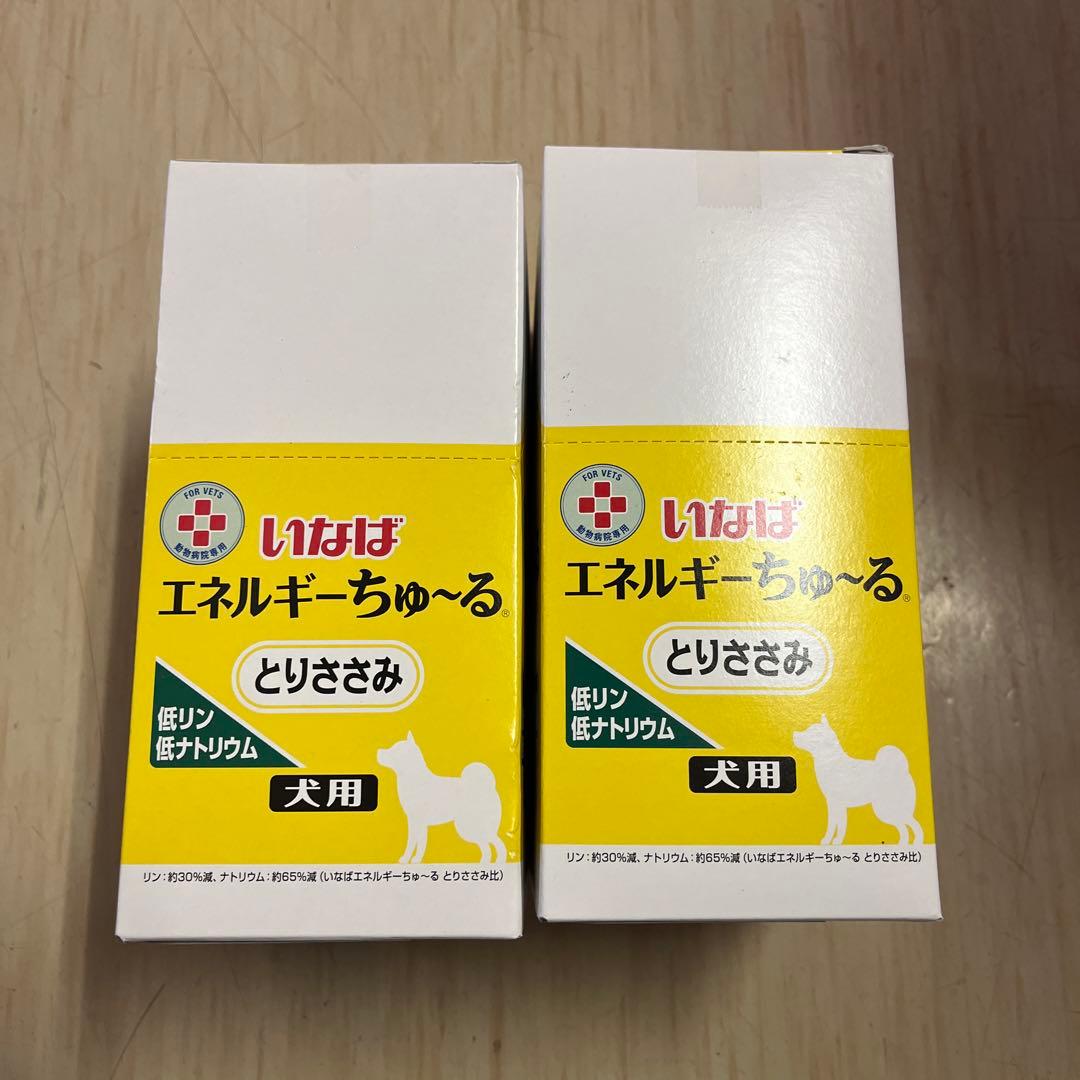 FOR VETS
動物病院専用
いなば
エネルギーちゅ〜る®
とりささみ
低リン
低ナトリウム
犬用
リン：約30%減、ナトリウム：約65%減（いなばエネルギーちゅ〜る とりささみ比）
FOR VETS
動物病院専用
いなば
エネルギーちゅ〜る®
とりささみ
低リン
低ナトリウム
犬用
リン：約30%減、ナトリウム：約65%減（いなばエネルギーちゅ〜る とりささみ比）